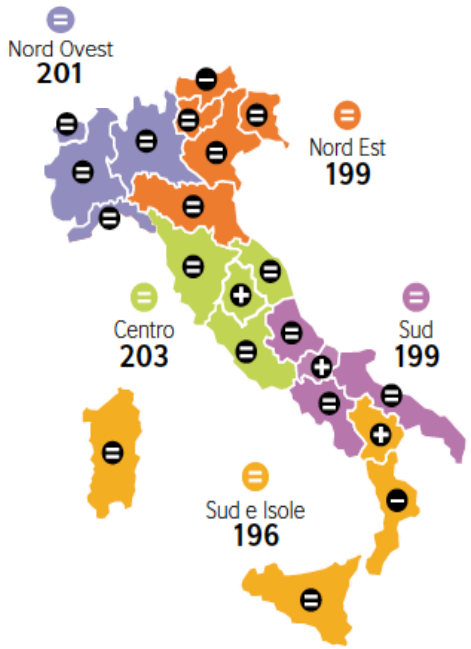 Nord Ovest
201
Nord Est
199
Centro
203
Sud
199
Sud e Isole
196